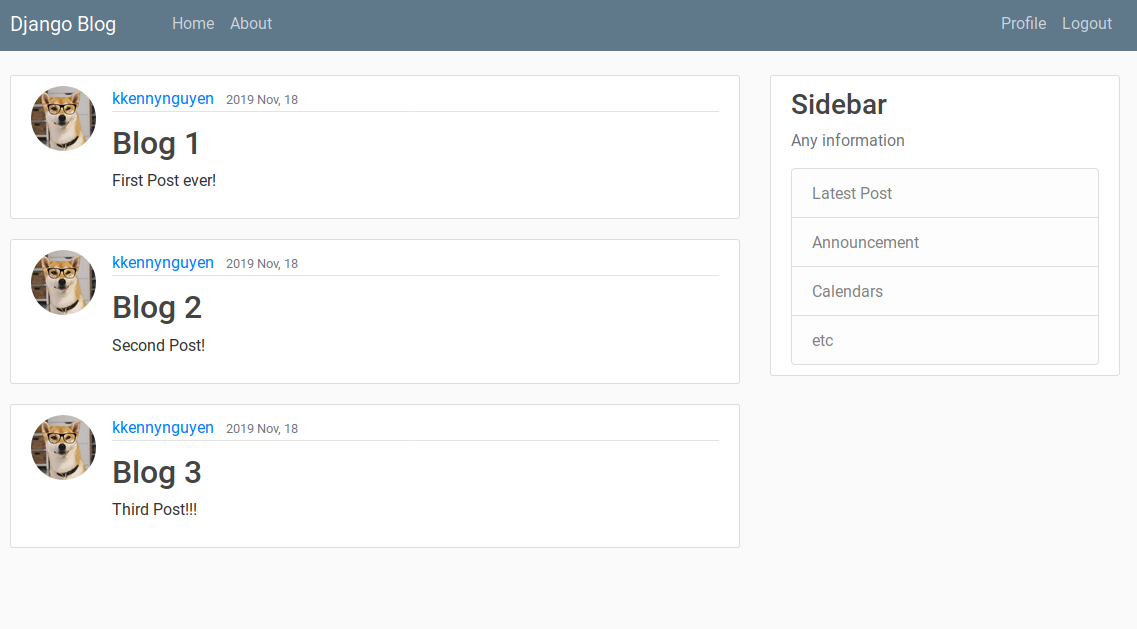 Django Blog Home About Profile Logout
kkennynguyen 2019 Nov, 18
Blog 1
First Post ever!
kkennynguyen 2019 Nov, 18
Blog 2
Second Post!
kkennynguyen 2019 Nov, 18
Blog 3
Third Post!!!
Sidebar
Any information
Latest Post
Announcement
Calendars
etc